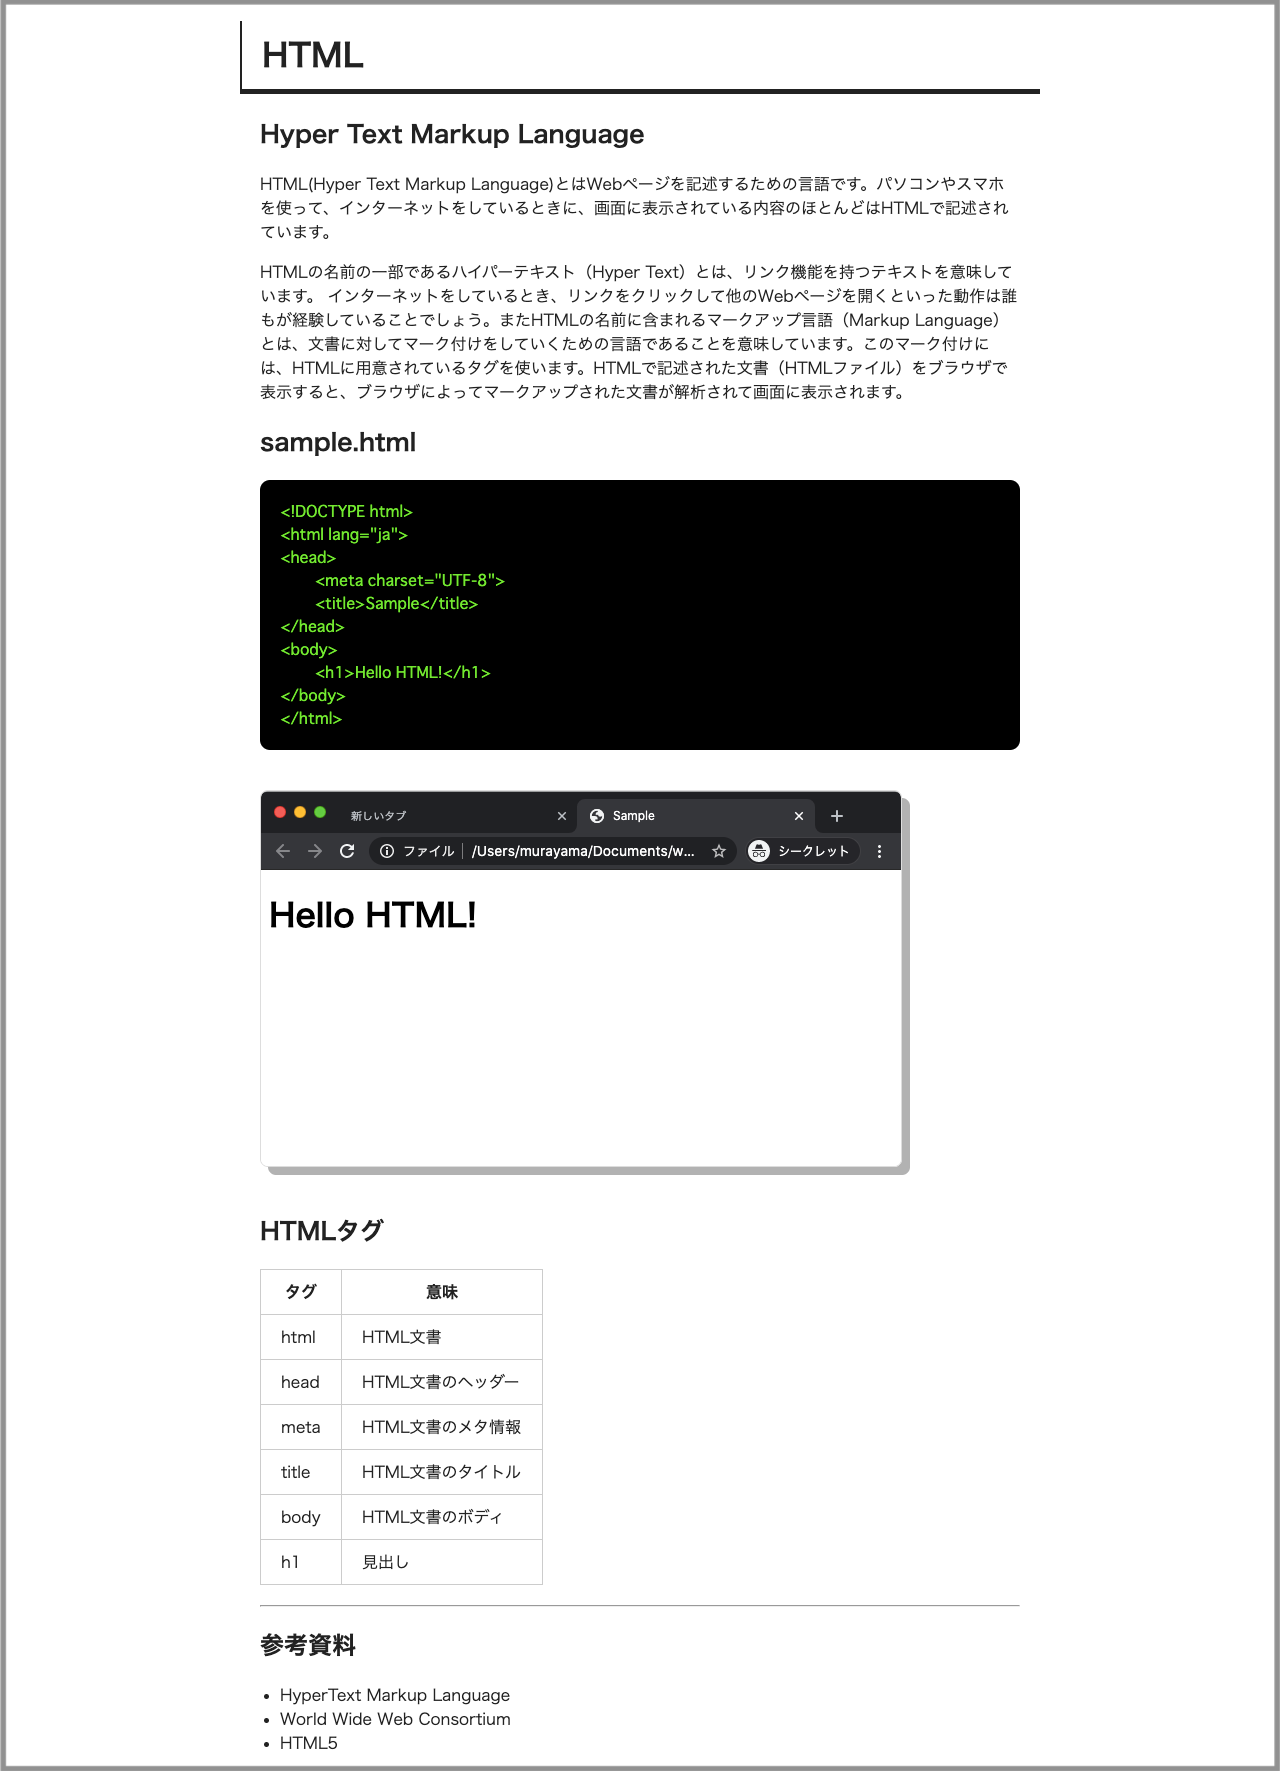 HTML
Hyper Text Markup Language
HTML(Hyper Text Markup Language)とはWebページを記述するための言語です。パソコンやスマホ
を使って、インターネットをしているときに、画面に表示されている内容のほとんどはHTMLで記述され
ています。
HTMLの名前の一部であるハイパーテキスト（Hyper Text）とは、リンク機能を持つテキストを意味して
います。 インターネットをしているとき、リンクをクリックして他のWebページを開くといった動作は誰
もが経験していることでしょう。またHTMLの名前に含まれるマークアップ言語（Markup Language）
とは、文書に対してマーク付けをしていくための言語であることを意味しています。このマーク付けに
は、HTMLに用意されているタグを使います。HTMLで記述された文書（HTMLファイル）をブラウザで
表示すると、ブラウザによってマークアップされた文書が解析されて画面に表示されます。
sample.html
<!DOCTYPE html>
<html lang="ja">
<head>
<meta charset="UTF-8">
<title>Sample</title>
</head>
<body>
<h1>Hello HTML!</h1>
</body>
</html>
新しいタブ Sample
ファイル /Users/murayama/Documents/w... シークレット
Hello HTML!
HTMLタグ
タグ 意味
html HTML文書
head HTML文書のヘッダー
meta HTML文書のメタ情報
title HTML文書のタイトル
body HTML文書のボディ
h1 見出し
参考資料
• HyperText Markup Language
• World Wide Web Consortium
• HTML5